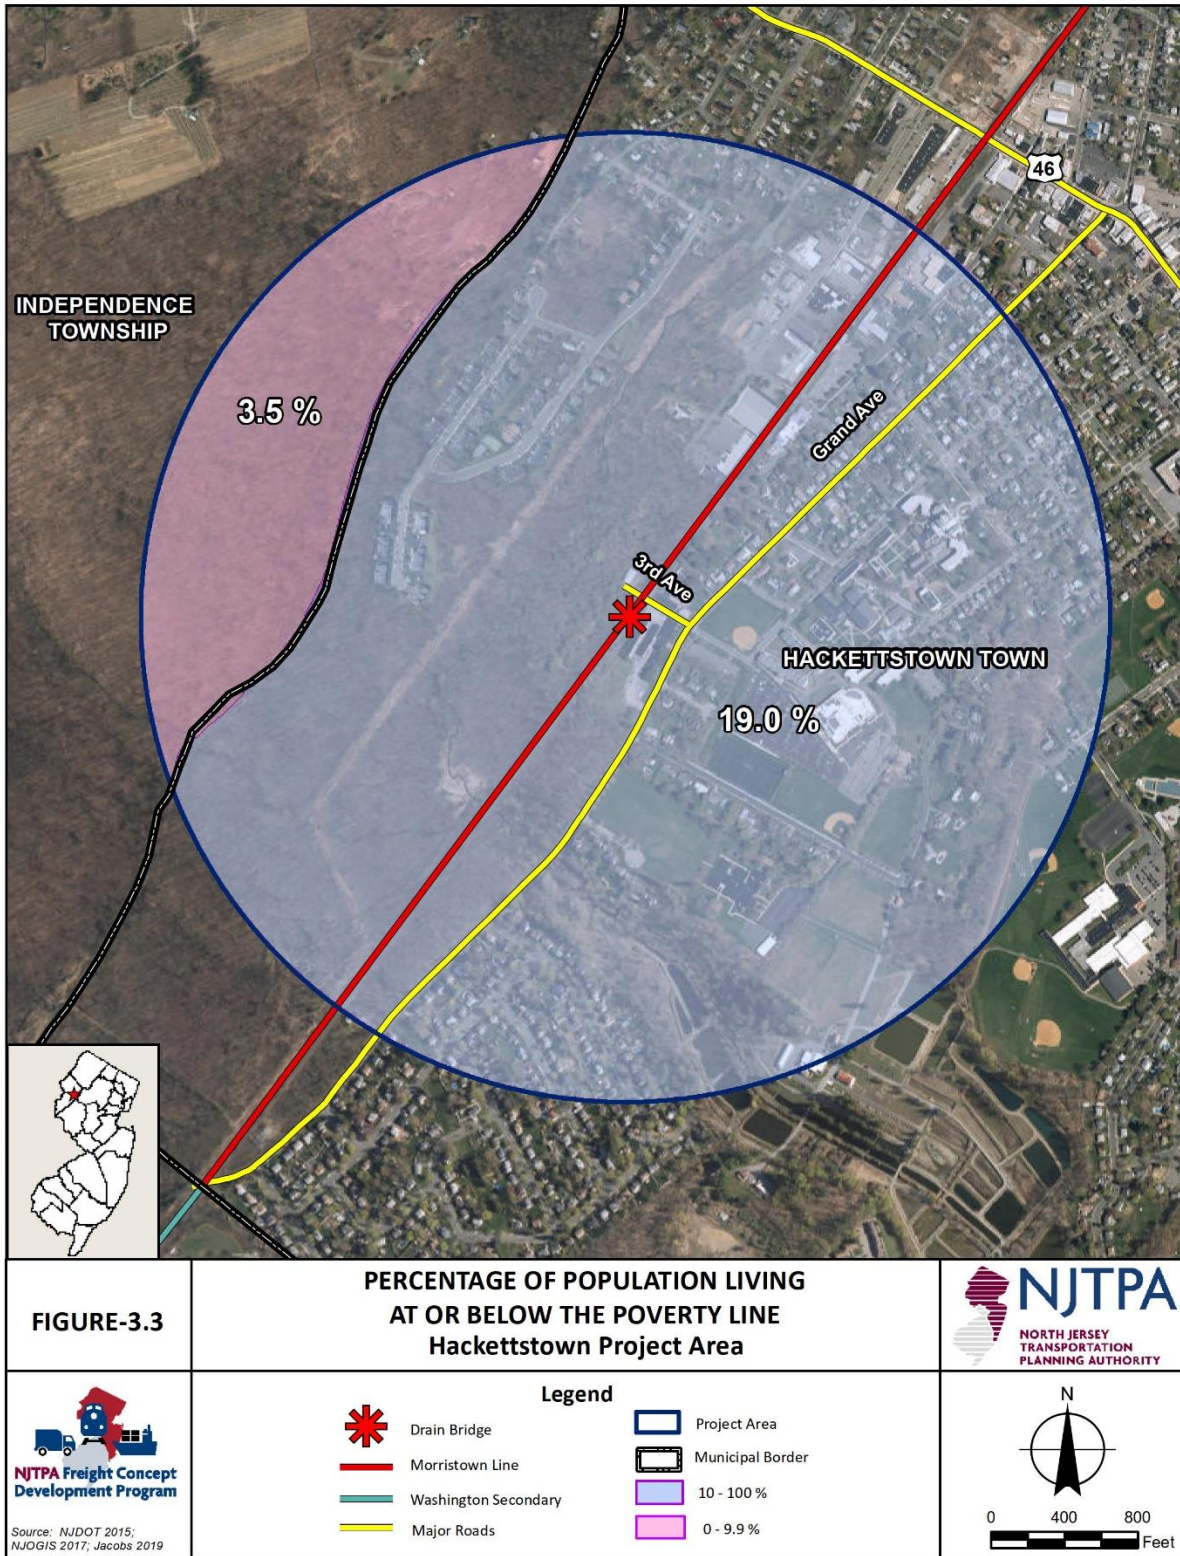 46
INDEPENDENCE
TOWNSHIP
3.5 %
Grand Ave
3rd Ave
HACKETTSTOWN TOWN
19.0 %
FIGURE-3.3
PERCENTAGE OF POPULATION LIVING
AT OR BELOW THE POVERTY LINE
Hackettstown Project Area
NJTPA
NORTH JERSEY
TRANSPORTATION
PLANNING AUTHORITY
NJTPA Freight Concept
Development Program
Source: NJDOT 2015;
NJOGIS 2017; Jacobs 2019
Legend
Drain Bridge
Morristown Line
Washington Secondary
Major Roads
Project Area
Municipal Border
10 - 100 %
0 - 9.9 %
N
0 400 800
Feet